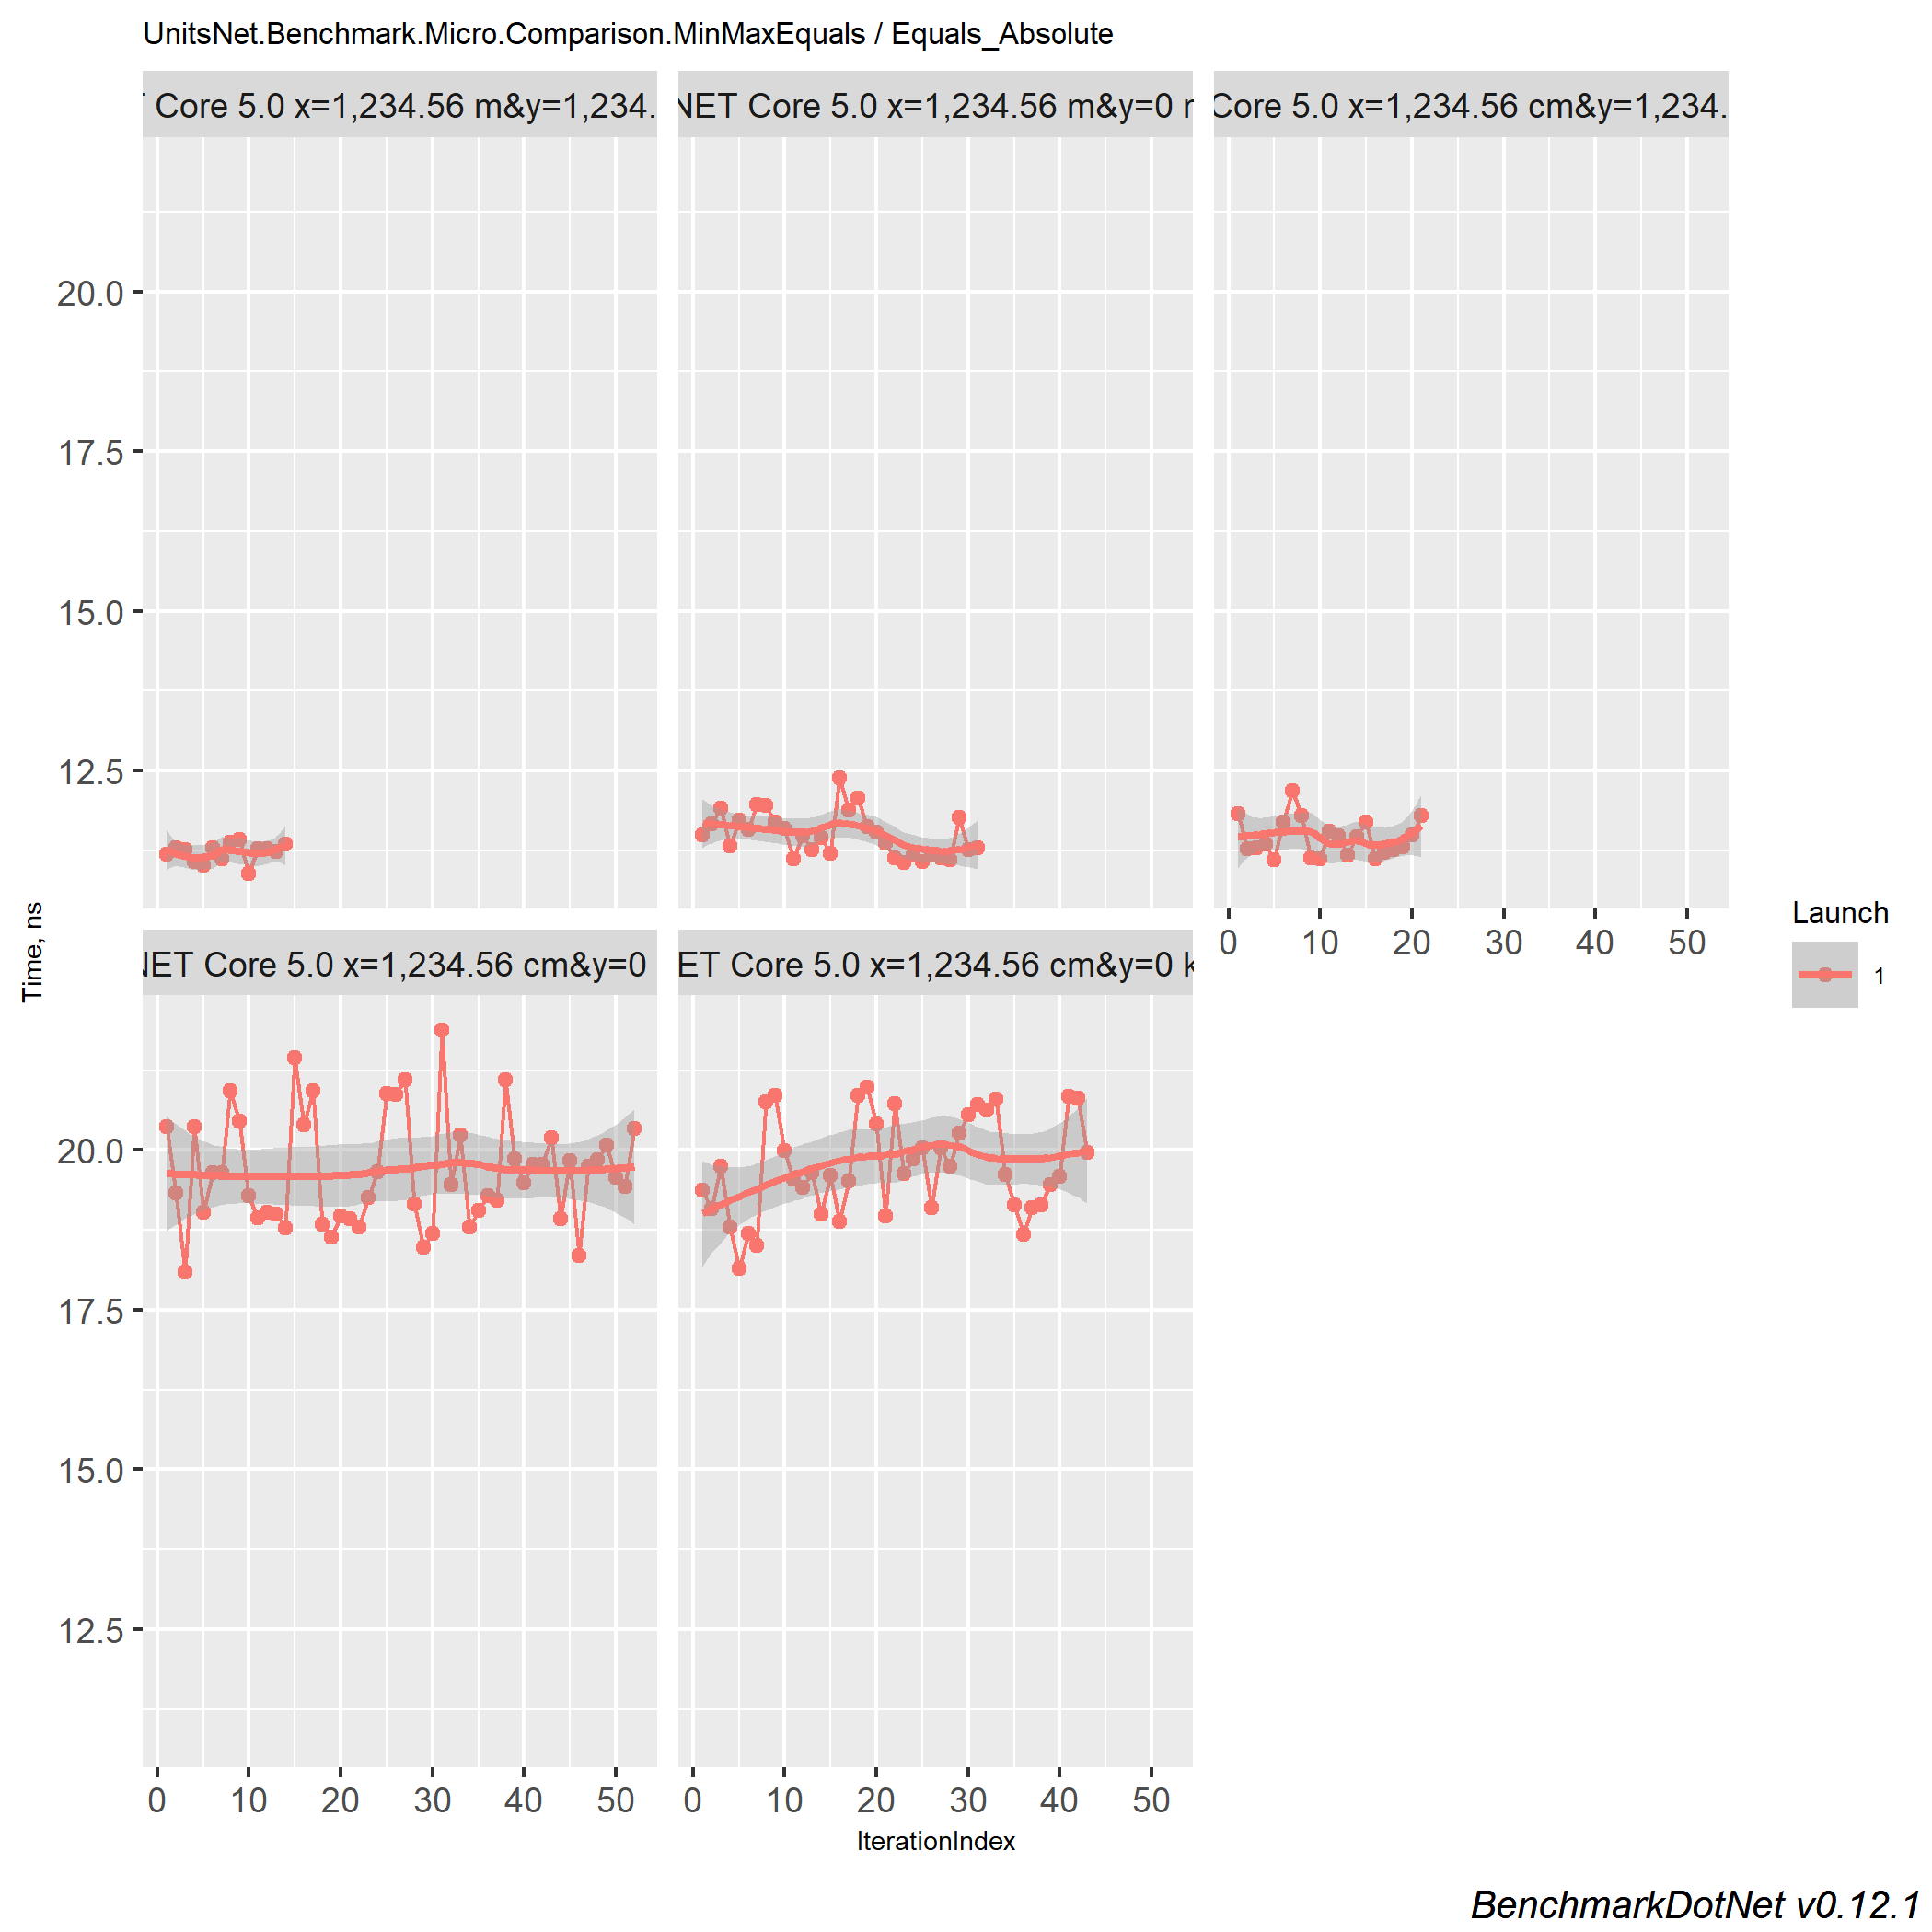 UnitsNet.Benchmark.Micro.Comparison.MinMaxEquals / Equals_Absolute
Core 5.0 x=1,234.56 m&y=1,234.
NET Core 5.0 x=1,234.56 m&y=0
Core 5.0 x=1,234.56 cm&y=1,234.
20.0
17.5
15.0
12.5
0 10 20 30 40 50
NET Core 5.0 x=1,234.56 cm&y=0
ET Core 5.0 x=1,234.56 cm&y=0 k
20.0
17.5
15.0
12.5
0 10 20 30 40 50
0 10 20 30 40 50
Time, ns
IterationIndex
Launch
1
BenchmarkDotNet v0.12.1